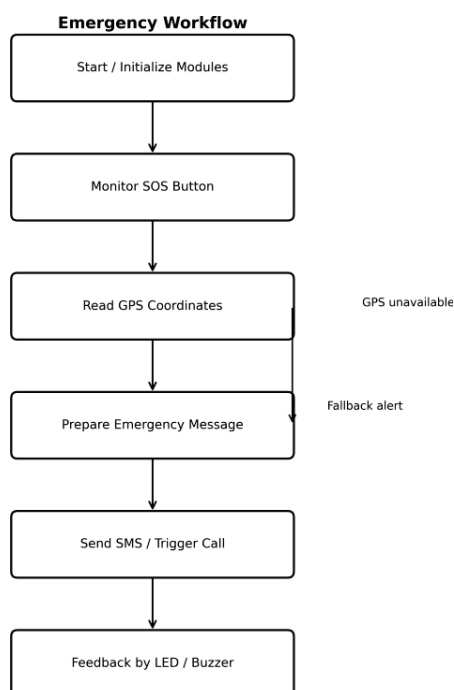 Emergency Workflow
Start / Initialize Modules
Monitor SOS Button
Read GPS Coordinates
GPS unavailable
Fallback alert
Prepare Emergency Message
Send SMS / Trigger Call
Feedback by LED / Buzzer